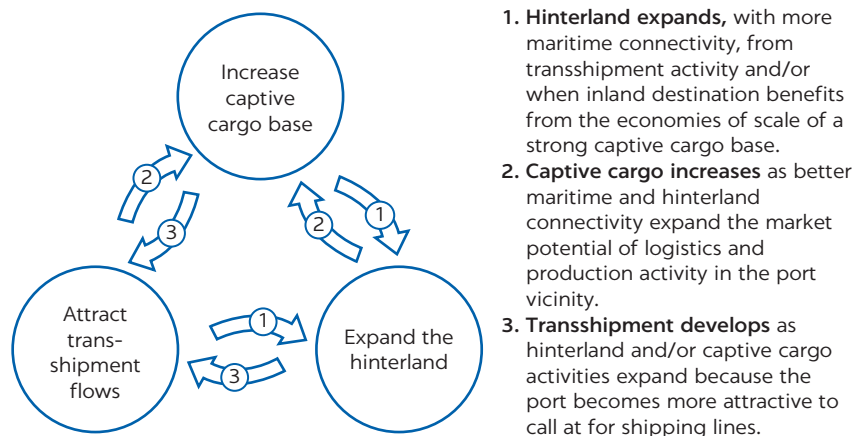 Increase
captive
cargo base
2
3
2
1
Attract
trans-
shipment
flows
1
3
Expand the
hinterland
1. Hinterland expands, with more
maritime connectivity, from
transshipment activity and/or
when inland destination benefits
from the economies of scale of a
strong captive cargo base.
2. Captive cargo increases as better
maritime and hinterland
connectivity expand the market
potential of logistics and
production activity in the port
vicinity.
3. Transshipment develops as
hinterland and/or captive cargo
activities expand because the
port becomes more attractive to
call at for shipping lines.